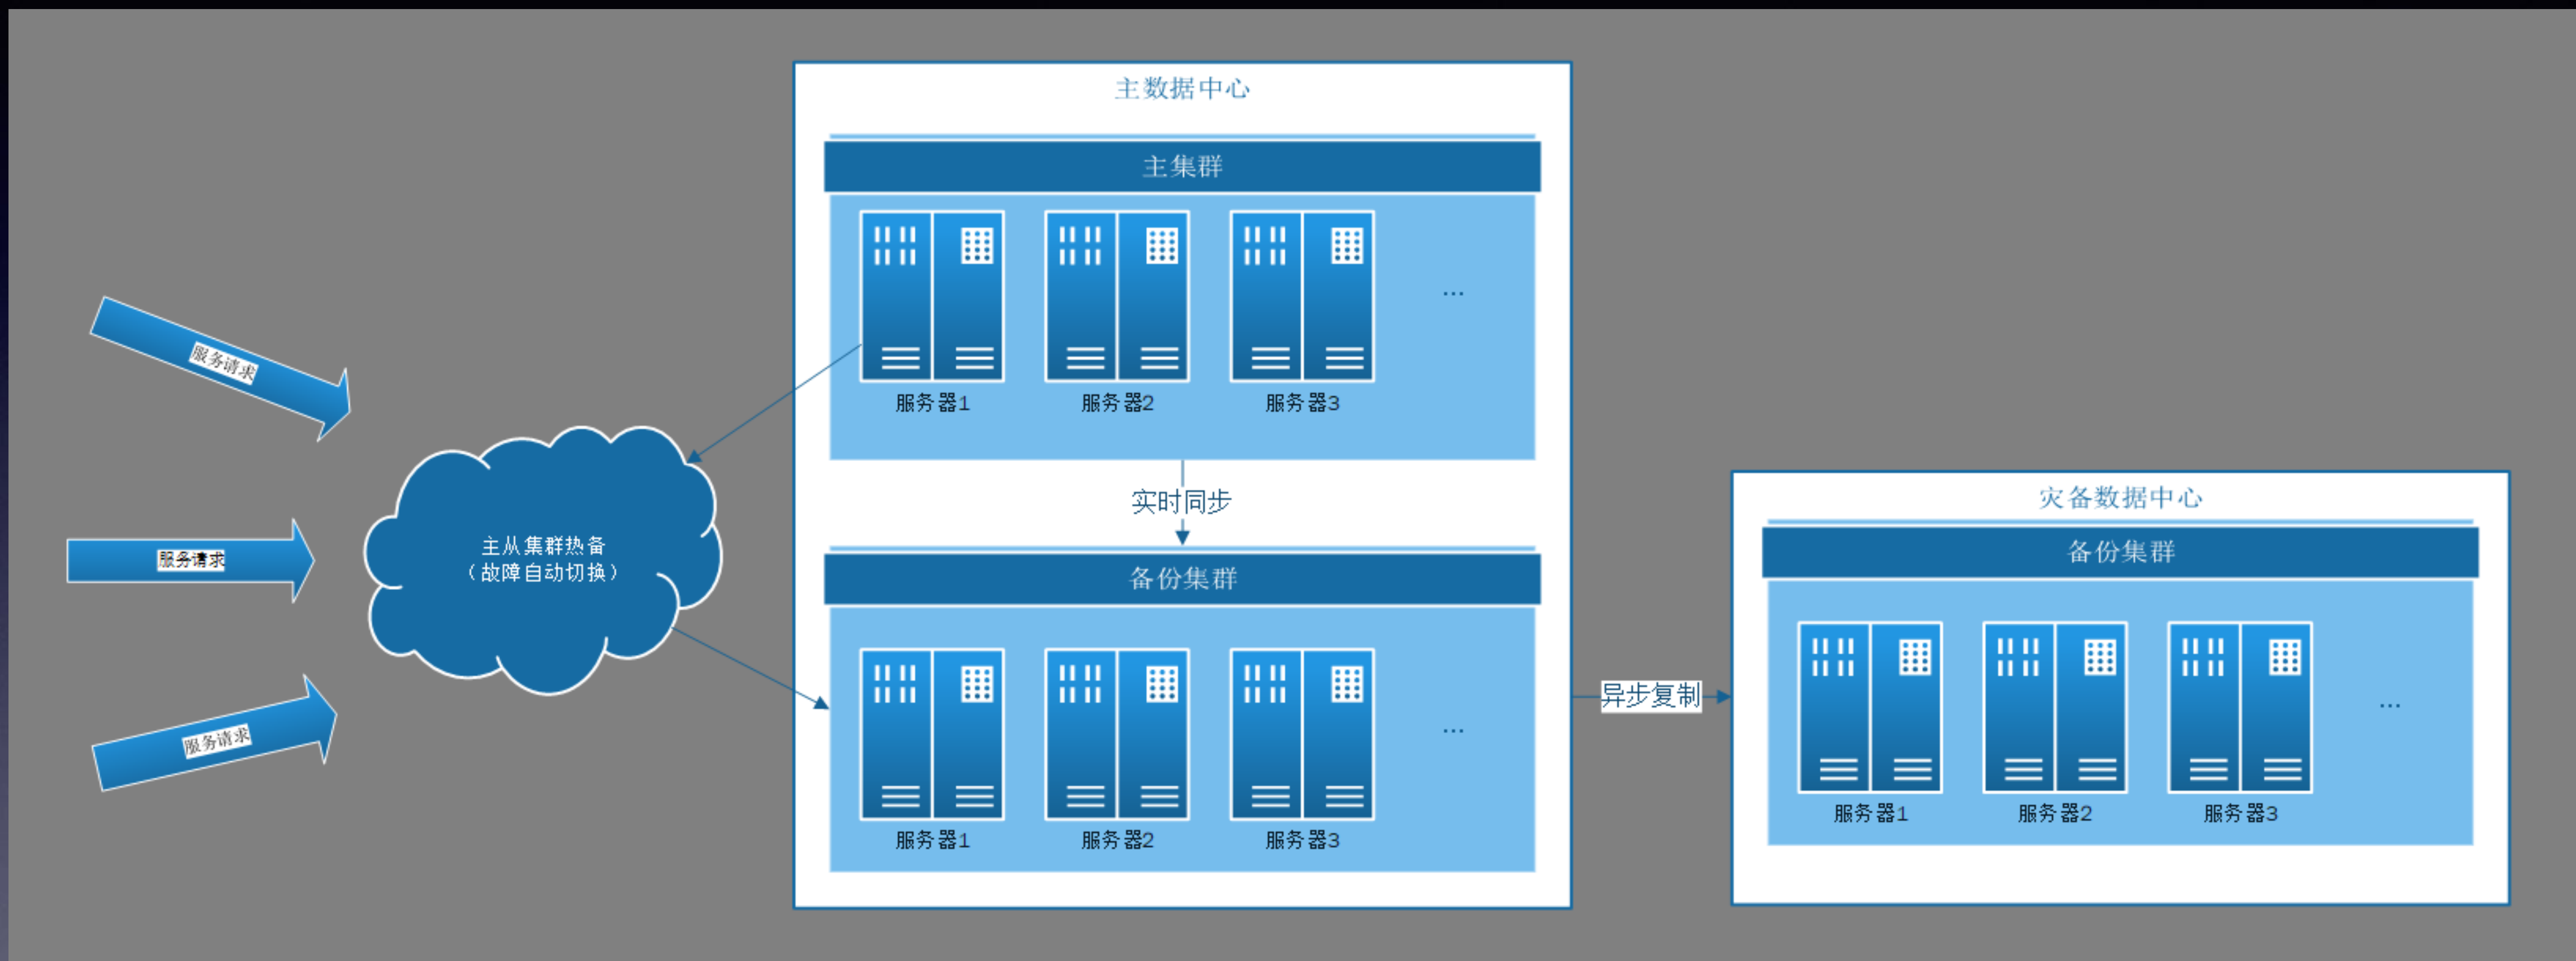 主数据中心
主集群
...
服务器1
服务器2
服务器3
服务请求
服务请求
服务请求
主从集群热备
（故障自动切换）
实时同步
备份集群
...
服务器1
服务器2
服务器3
异步复制
灾备数据中心
备份集群
...
服务器1
服务器2
服务器3